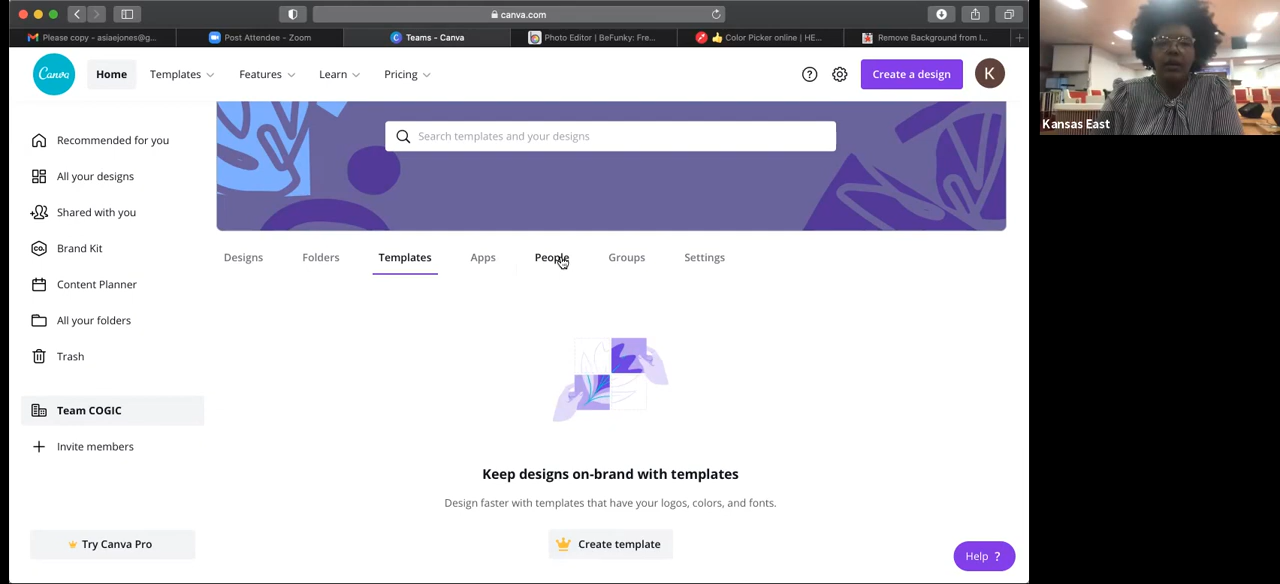 canva.com
Please copy - asiaejones@g...
Post Attendee - Zoom
Teams - Canva
Photo Editor | BeFunky: Fre...
Color Picker online | HE...
Remove Background from I...
Canva
Home
Templates
Features
Learn
Pricing
Create a design
K
Kansas East
Search templates and your designs
Recommended for you
All your designs
Shared with you
Brand Kit
Content Planner
All your folders
Trash
Team COGIC
Invite members
Try Canva Pro
Designs
Folders
Templates
Apps
People
Groups
Settings
Keep designs on-brand with templates
Design faster with templates that have your logos, colors, and fonts.
Create template
Help ?